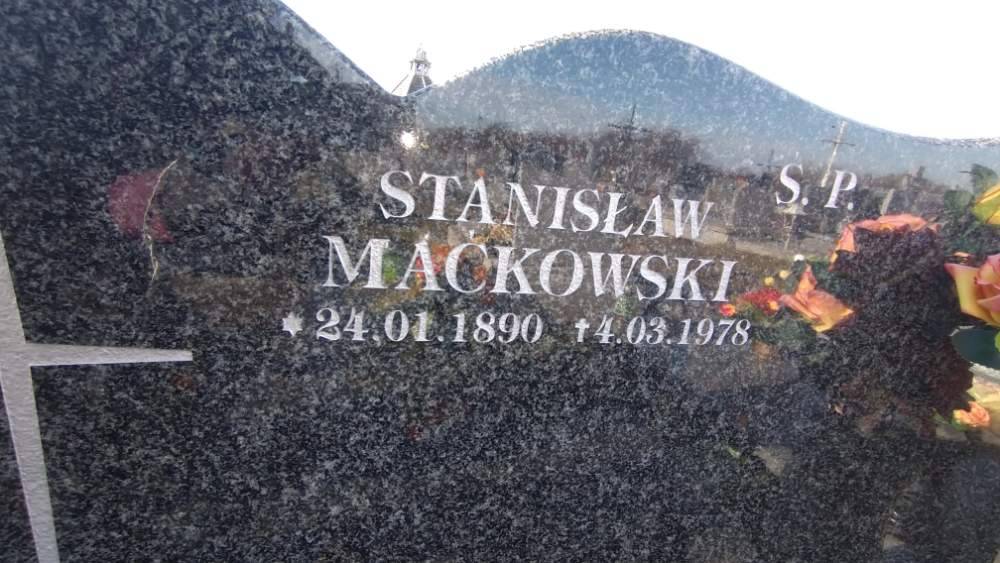 S. P.
STANISŁAW
MAĆKOWSKI
* 24.01.1890 † 4.03.1978